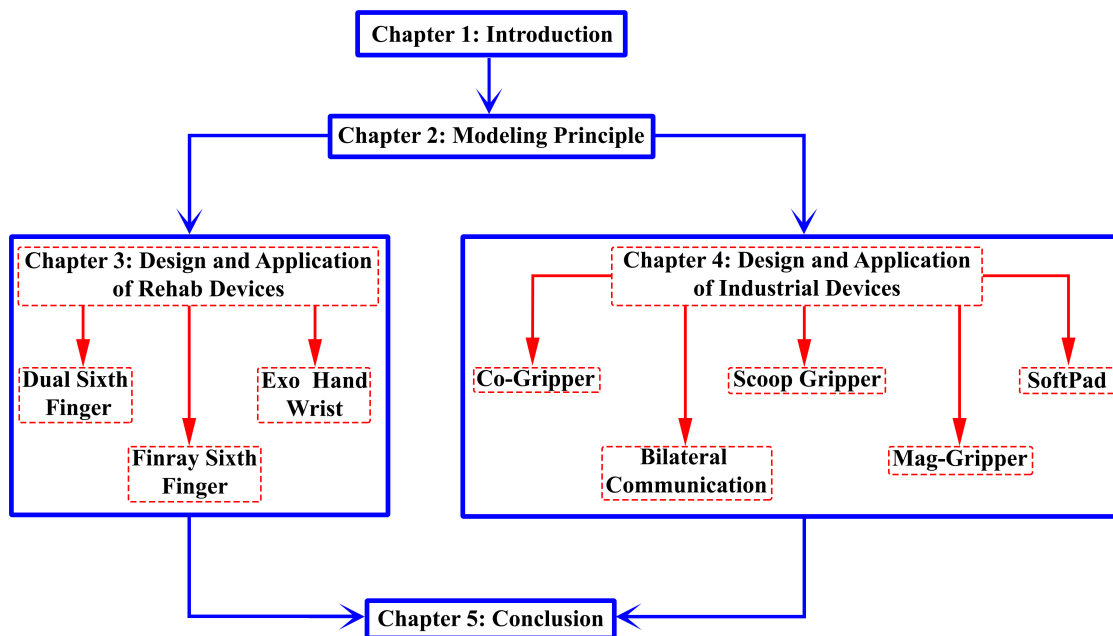 Chapter 1: Introduction
Chapter 2: Modeling Principle
Chapter 3: Design and Application
of Rehab Devices
Dual Sixth
Finger
Exo Hand
Wrist
Finray Sixth
Finger
Chapter 4: Design and Application
of Industrial Devices
Co-Gripper
Scoop Gripper
SoftPad
Bilateral
Communication
Mag-Gripper
Chapter 5: Conclusion